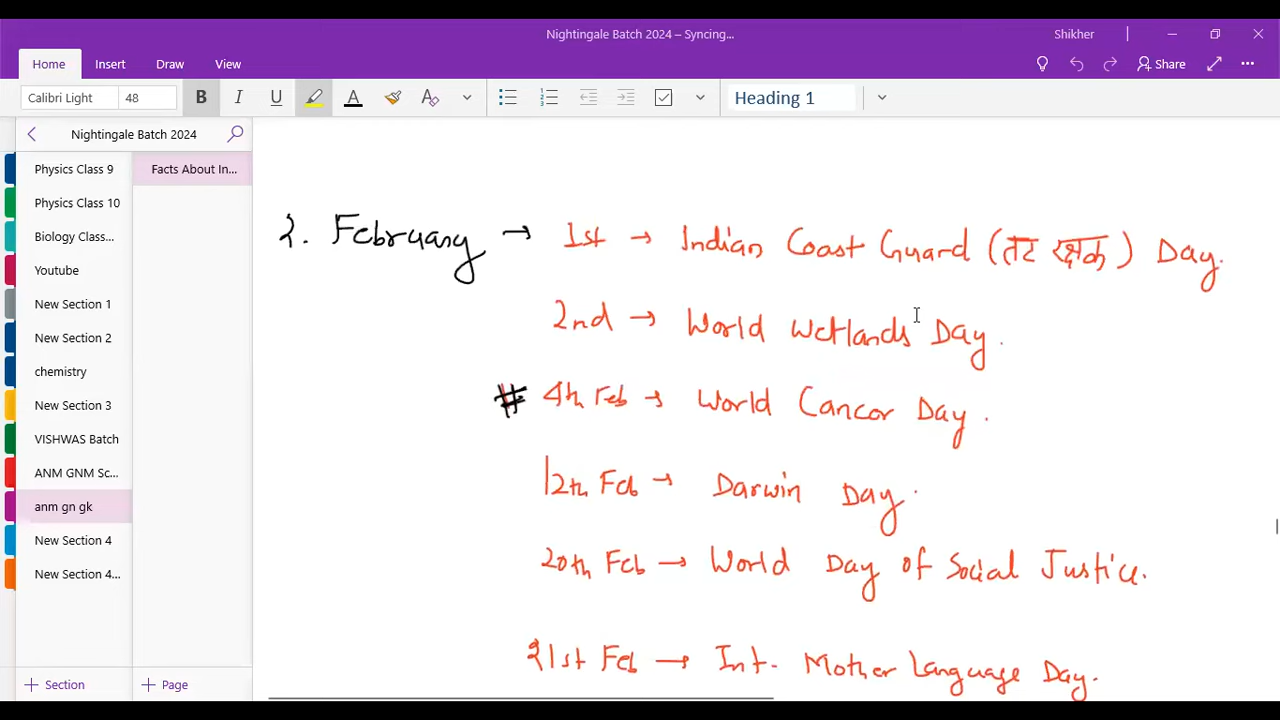 Nightingale Batch 2024 – Syncing...
Shikher
Home Insert Draw View
Share
Calibri Light 48 B I U A Heading 1
Nightingale Batch 2024
Physics Class 9
Physics Class 10
Biology Class...
Youtube
New Section 1
New Section 2
chemistry
New Section 3
VISHWAS Batch
ANM GNM Sc...
anm gn gk
New Section 4
New Section 4...
+ Section
Facts About In...
+ Page
2. February → 1st → Indian Coast Guard (तट रक्षक) Day.
2nd → World Wetlands Day.
# 4th Feb → World Cancor Day.
12th Feb → Darwin Day.
20th Feb → World Day of Social Justice.
21st Feb → Int. Mother Language Day.